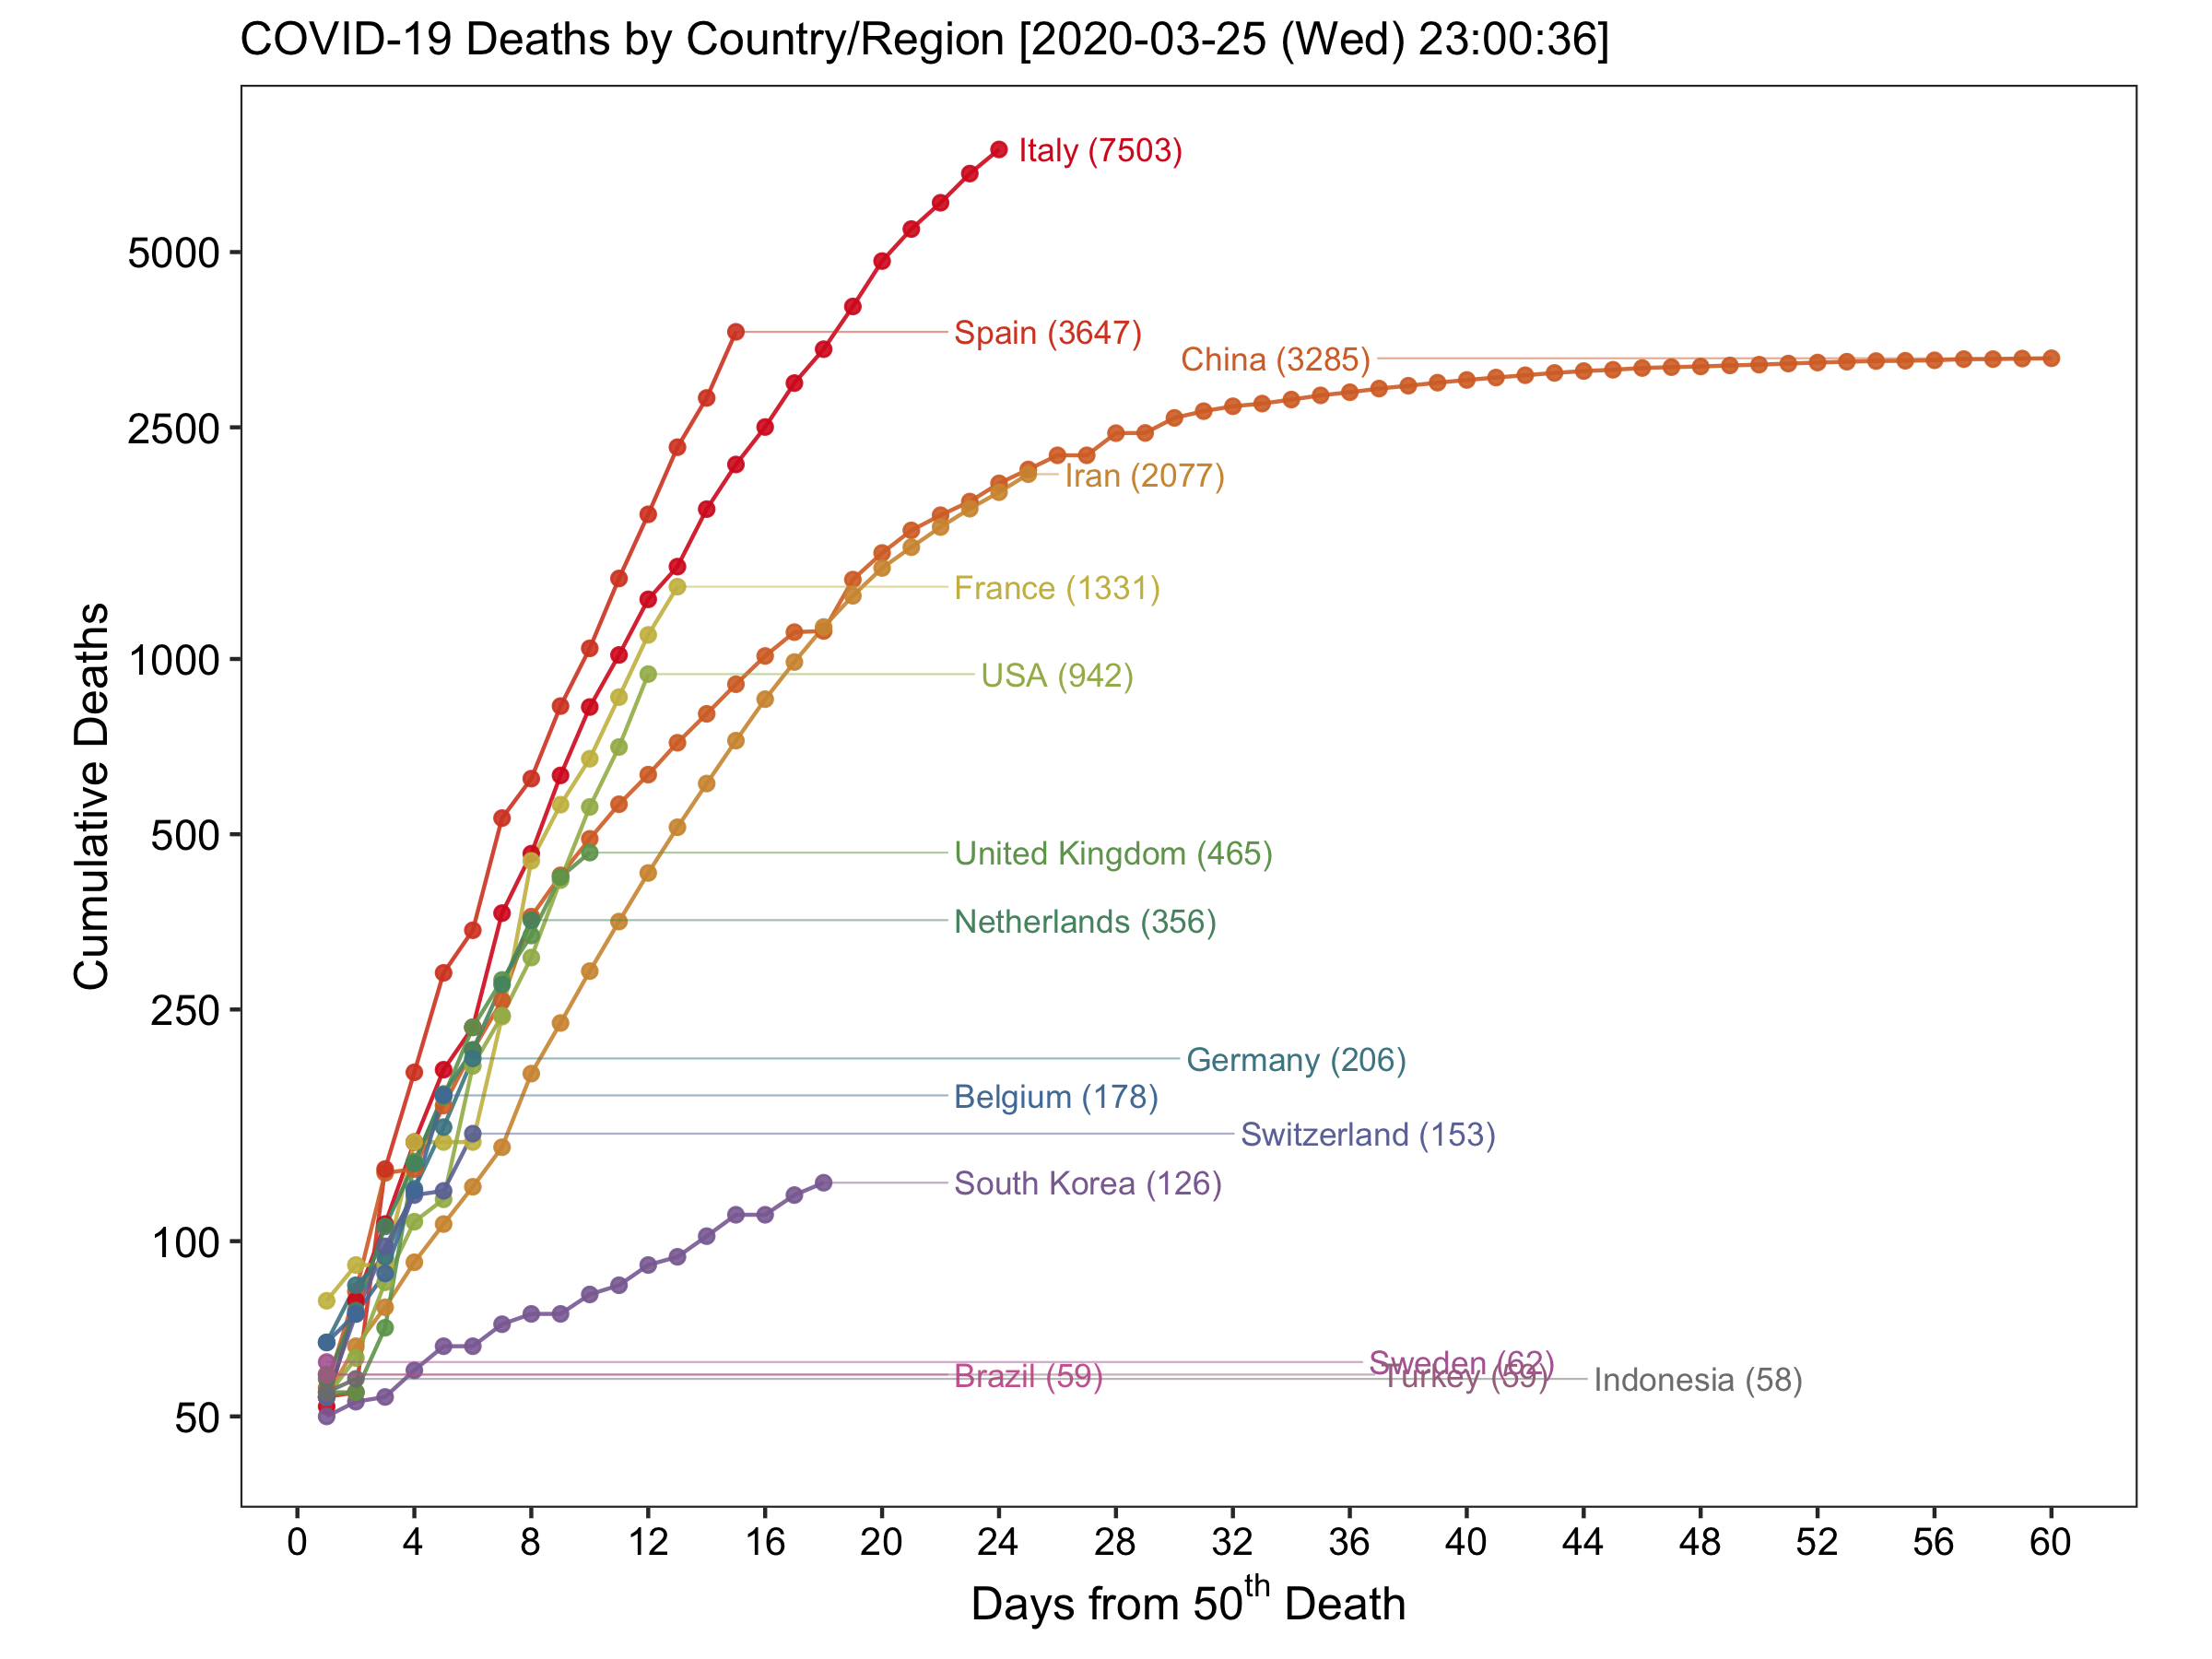 COVID-19 Deaths by Country/Region [2020-03-25 (Wed) 23:00:36]
Cumulative Deaths
5000
2500
1000
500
250
100
50
Italy (7503)
Spain (3647)
China (3285)
Iran (2077)
France (1331)
USA (942)
United Kingdom (465)
Netherlands (356)
Germany (206)
Belgium (178)
Switzerland (153)
South Korea (126)
Sweden (62)
Brazil (59)
Turkey (59)
Indonesia (58)
0 4 8 12 16 20 24 28 32 36 40 44 48 52 56 60
Days from 50th Death